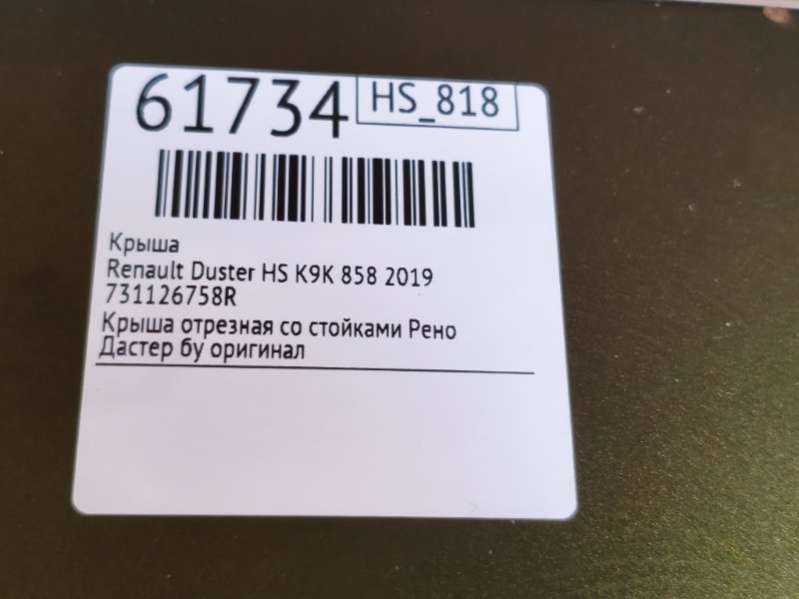 61734 HS_818
Крыша
Renault Duster HS K9K 858 2019
731126758R
Крыша отрезная со стойками Рено
Дастер бу оригинал